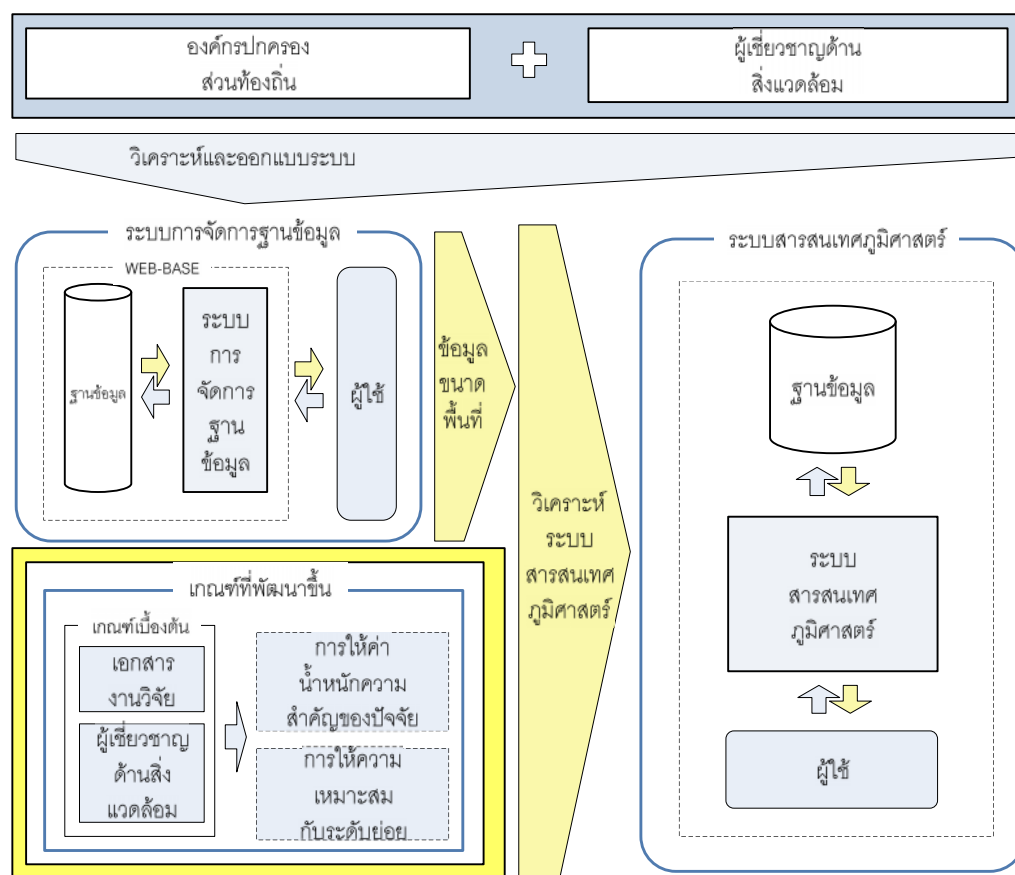 องค์กรปกครอง
ส่วนท้องถิ่น
ผู้เชี่ยวชาญด้าน
สิ่งแวดล้อม
วิเคราะห์และออกแบบระบบ
ระบบการจัดการฐานข้อมูล
WEB-BASE
ฐานข้อมูล
ระบบ
การ
จัดการ
ฐาน
ข้อมูล
ผู้ใช้
ข้อมูล
ขนาด
พื้นที่
วิเคราะห์
ระบบ
สารสนเทศ
ภูมิศาสตร์
ระบบสารสนเทศภูมิศาสตร์
ฐานข้อมูล
ระบบ
สารสนเทศ
ภูมิศาสตร์
ผู้ใช้
เกณฑ์ที่พัฒนาขึ้น
เกณฑ์เบื้องต้น
เอกสาร
งานวิจัย
ผู้เชี่ยวชาญ
ด้านสิ่ง
แวดล้อม
การให้ค่า
น้ำหนักความ
สำคัญของปัจจัย
การให้ความ
เหมาะสม
กับระดับย่อย